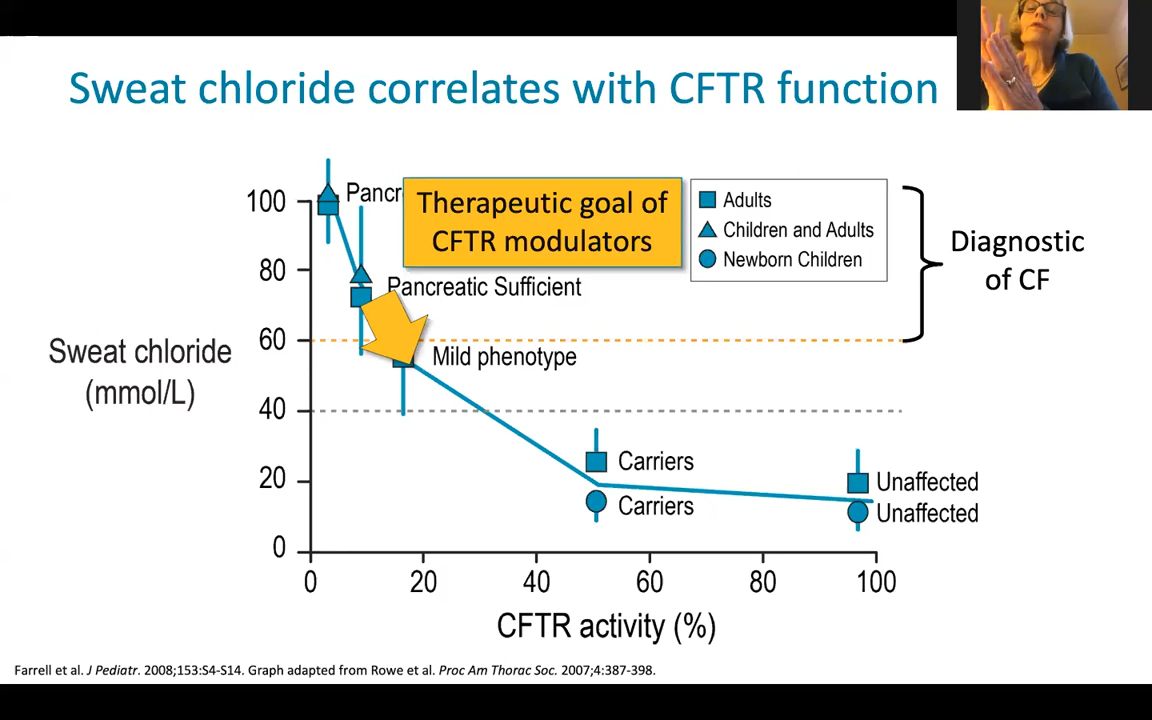 Sweat chloride correlates with CFTR function
100
80
60
40
20
0
Sweat chloride
(mmol/L)
Therapeutic goal of
CFTR modulators
Pancreatic Sufficient
Mild phenotype
Carriers
Carriers
Unaffected
Unaffected
Adults
Children and Adults
Newborn Children
Diagnostic
of CF
0 20 40 60 80 100
CFTR activity (%)
Farrell et al. J Pediatr. 2008;153:S4-S14. Graph adapted from Rowe et al. Proc Am Thorac Soc. 2007;4:387-398.